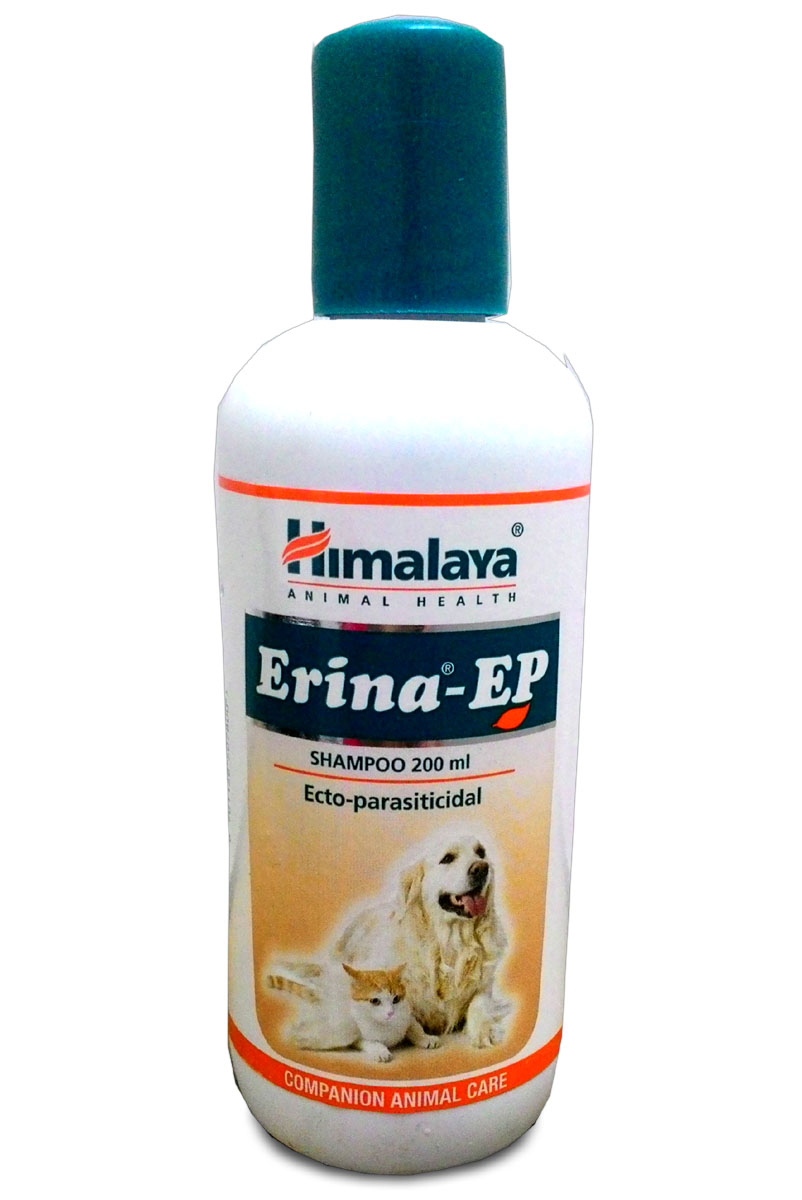 Himalaya®
ANIMAL HEALTH
Erina®-EP
SHAMPOO 200 ml
Ecto-parasiticidal
COMPANION ANIMAL CARE